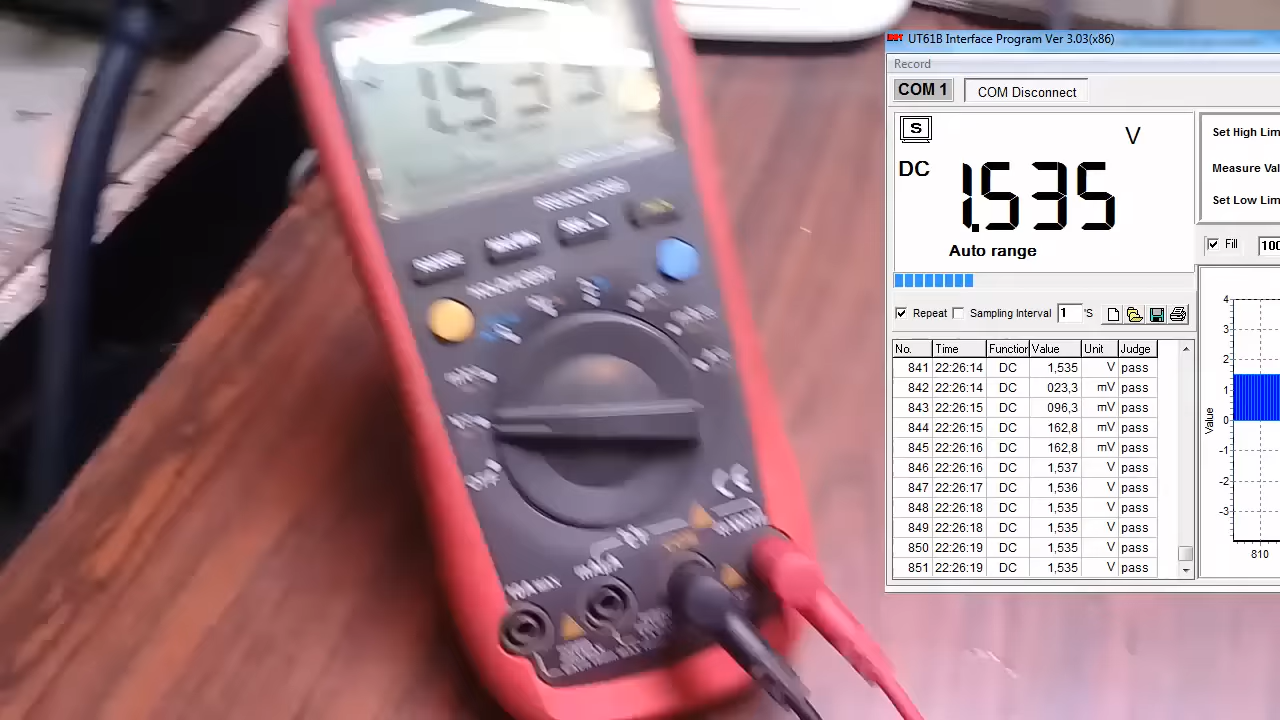 UT61B Interface Program Ver 3.03(x86)
Record
COM 1 COM Disconnect
S V
DC 1.535
Auto range
Set High Lim
Measure Val
Set Low Lim
Fill 100
Repeat Sampling Interval 1 'S
No. Time Function Value Unit Judge
841 22:26:14 DC 1,535 V pass
842 22:26:14 DC 023,3 mV pass
843 22:26:15 DC 096,3 mV pass
844 22:26:15 DC 162,8 mV pass
845 22:26:16 DC 162,8 mV pass
846 22:26:16 DC 1,537 V pass
847 22:26:17 DC 1,536 V pass
848 22:26:18 DC 1,535 V pass
849 22:26:18 DC 1,535 V pass
850 22:26:19 DC 1,535 V pass
851 22:26:19 DC 1,535 V pass
4
3
2
1
0
-1
-2
-3
Value
810
1.535
OFF
CE